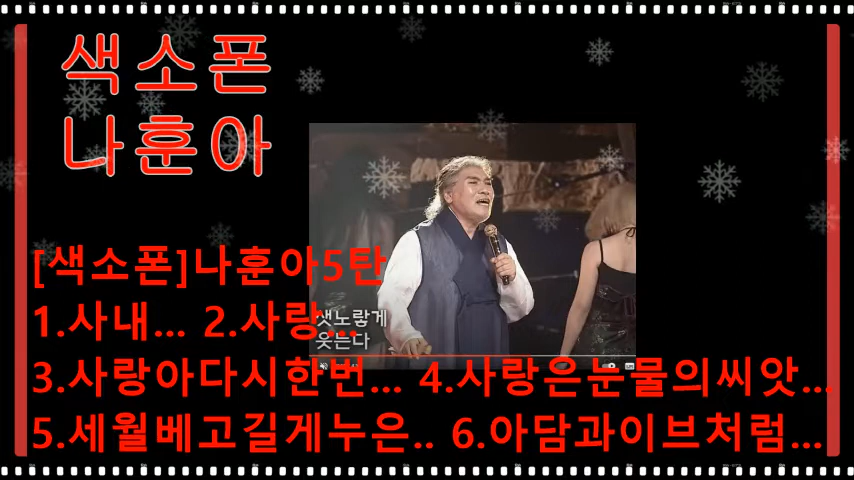 색소폰
나훈아
[색소폰]나훈아5탄
1.사내... 2.사랑...
샛노랗게
웃는다
3.사랑아다시한번... 4.사랑은눈물의씨앗...
5.세월베고길게누은.. 6.아담과이브처럼...